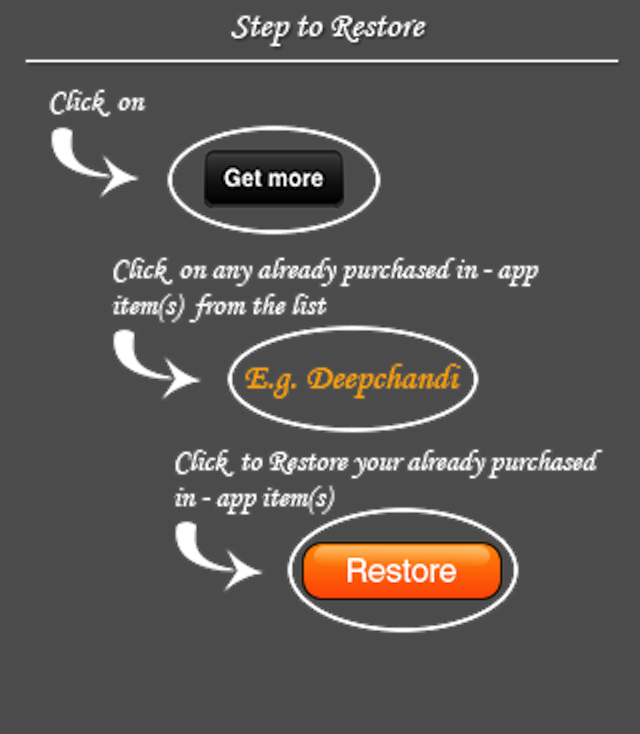 Step to Restore
Click on
Get more
Click on any already purchased in - app
item(s) from the list
E.g. Deepchandi
Click to Restore your already purchased
in - app item(s)
Restore